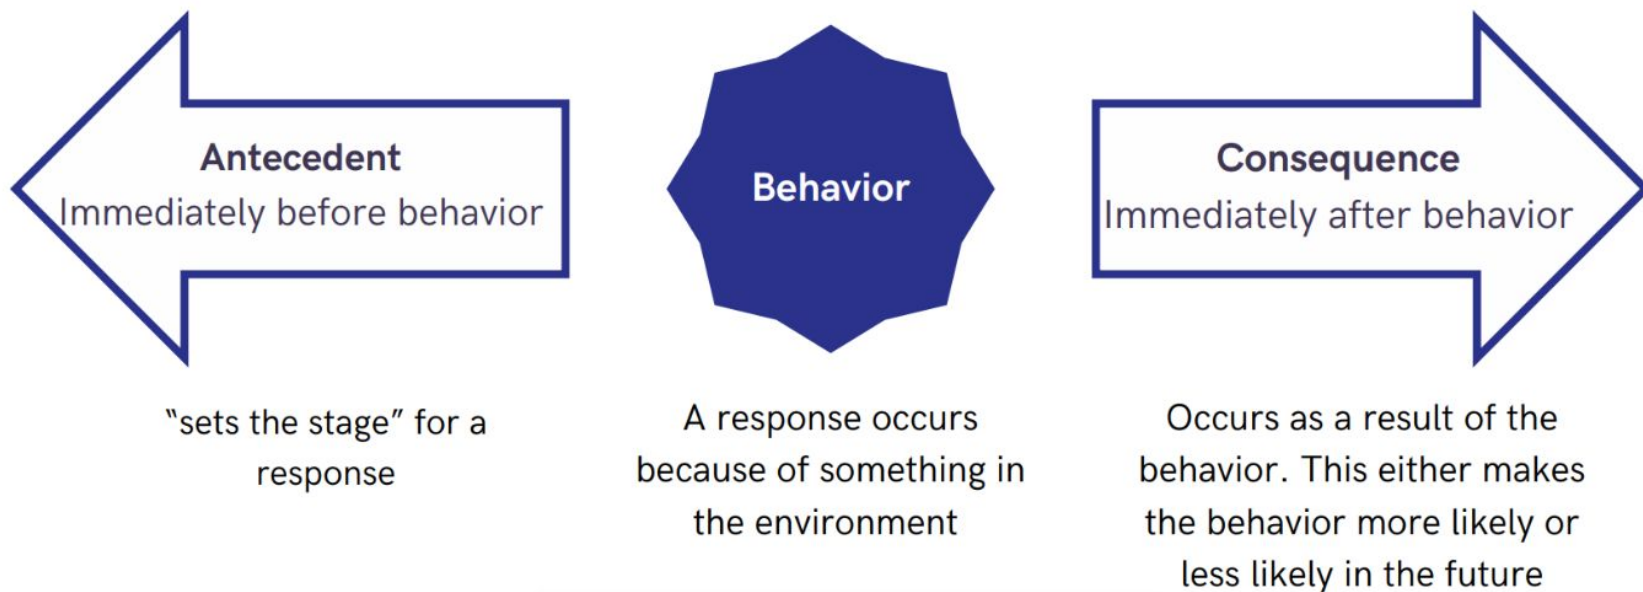 Antecedent
Immediately before behavior
Behavior
Consequence
Immediately after behavior
“sets the stage” for a
response
A response occurs
because of something in
the environment
Occurs as a result of the
behavior. This either makes
the behavior more likely or
less likely in the future